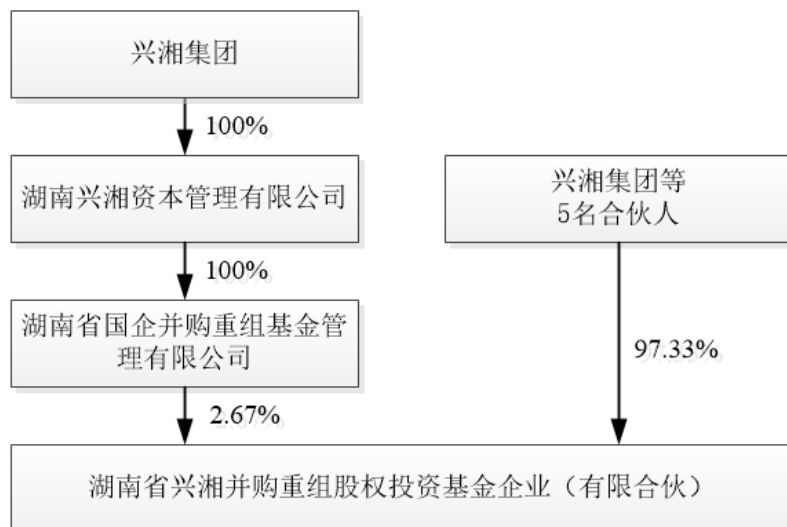 兴湘集团
100%
湖南兴湘资本管理有限公司
兴湘集团等
5名合伙人
100%
湖南省国企并购重组基金管
理有限公司
97.33%
2.67%
湖南省兴湘并购重组股权投资基金企业（有限合伙）